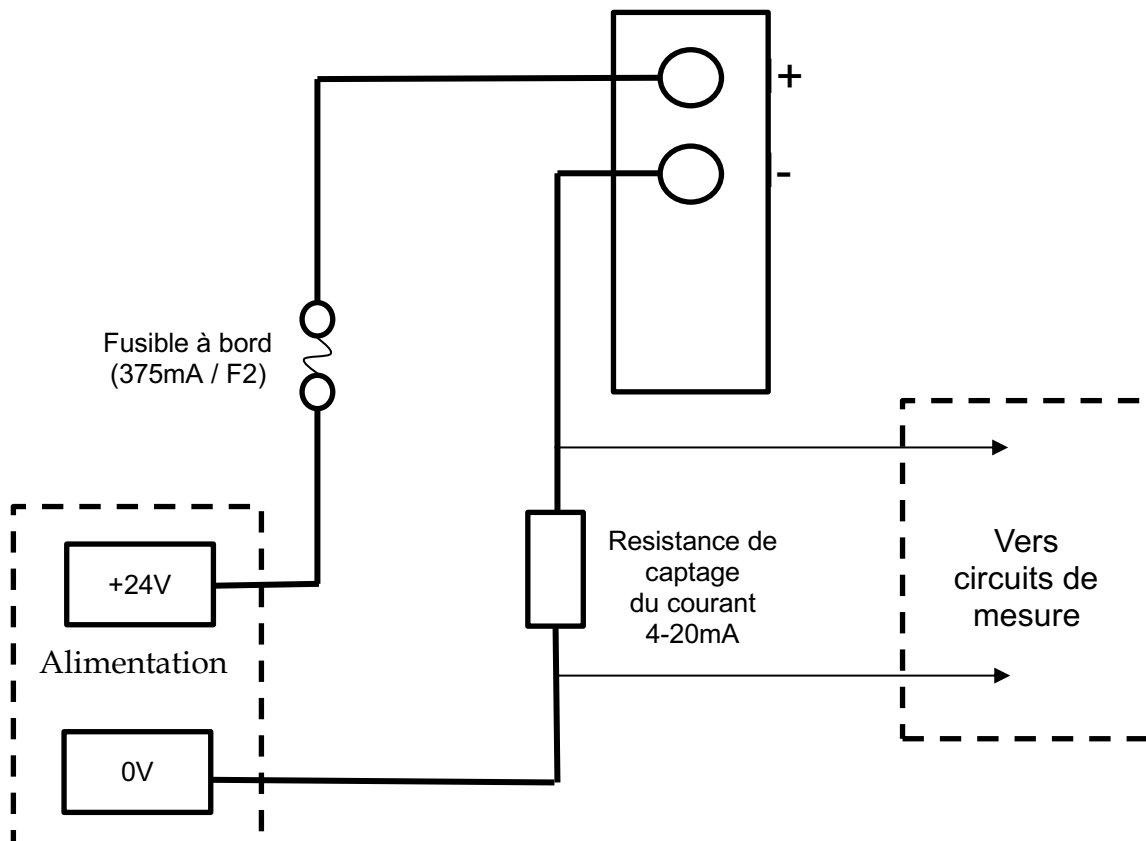 +
-
Fusible à bord
(375mA / F2)
+24V
Alimentation
0V
Resistance de
captage
du courant
4-20mA
Vers
circuits de
mesure